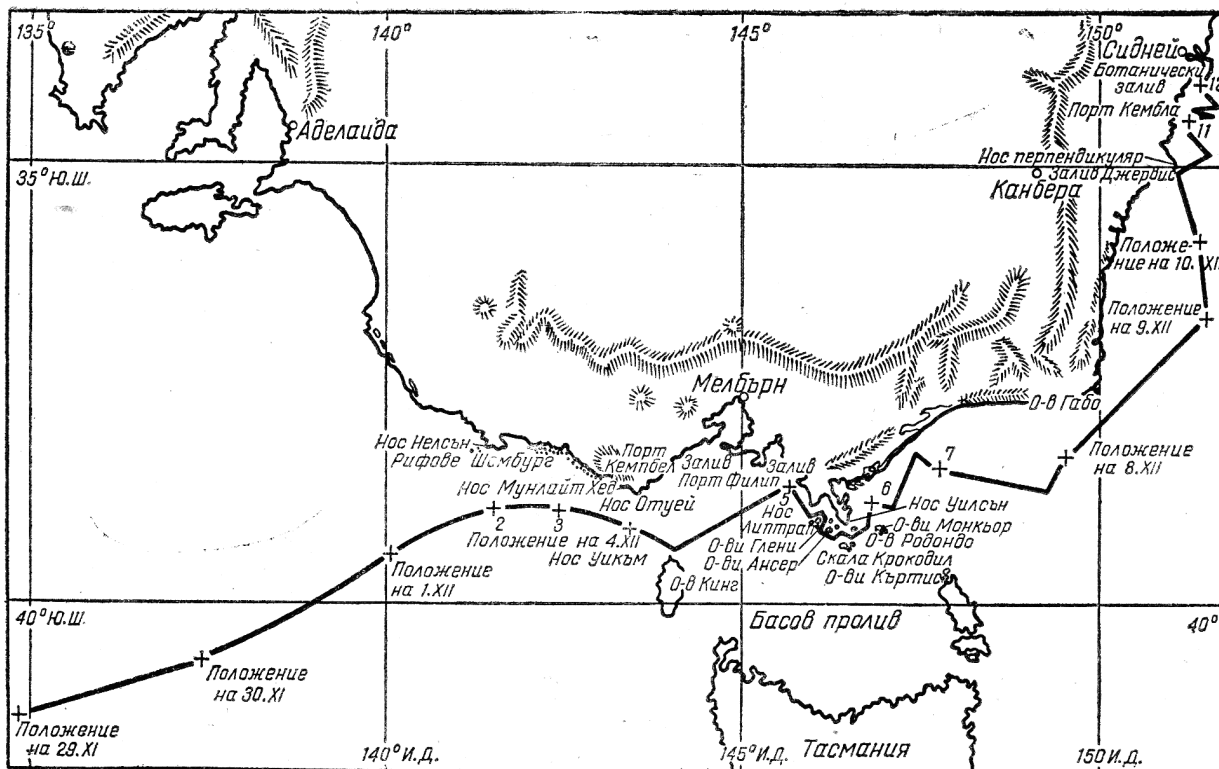 135°
140°
145°
150°
Сидней
Ботанически
залив
12
Порт Кембла
11
Аделаида
Нос перпендикуляр
35° Ю.Ш.
Залив Джервис
Канбера
Положе-
ние на 10. XII
Положение
на 9.XII
Мелбърн
О-в Габо
Нос Нелсън
Рифове Шомбург
Порт
Кемпбел
Залив
Порт Филип
Залив
7
Положение
на 8.XII
Нос Мунлайт Хед
Нос Отуей
5
6
Нос Уилсън
2
3
Нос
Липтрап
О-ви Монкьор
О-в Родондо
Положение на 4.XII
Нос Уикъм
О-ви Глени
О-ви Ансер
Скала Крокодил
О-ви Къртис
Положение
на 1.XII
О-в Кинг
40° Ю.Ш.
Басов пролив
40°
Положение
на 30.XI
Положение
на 29.XI
140° И.Д.
145° И.Д.
Тасмания
150° И.Д.